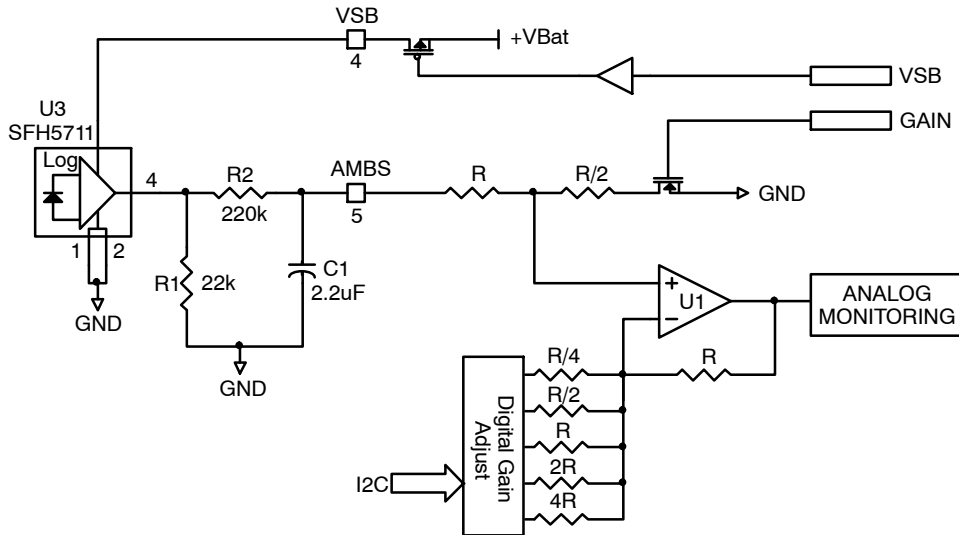 VSB
4
+VBat
VSB
GAIN
U3
SFH5711
Log
4
R2
220k
AMBS
5
R
R/2
GND
1
2
GND
R1
22k
C1
2.2uF
GND
+
U1
−
ANALOG
MONITORING
R
R/4
R/2
R
2R
4R
Digital Gain
Adjust
I2C